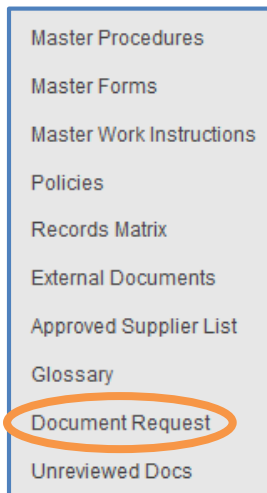 Master Procedures
Master Forms
Master Work Instructions
Policies
Records Matrix
External Documents
Approved Supplier List
Glossary
Document Request
Unreviewed Docs